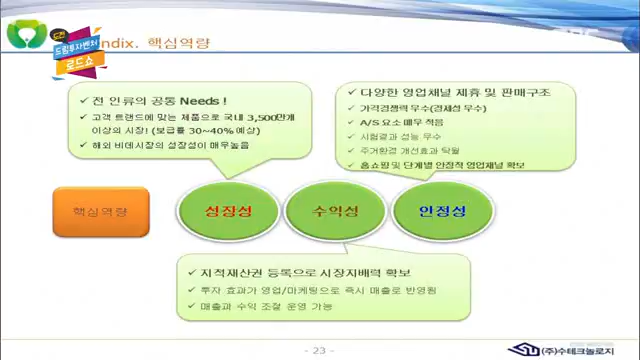 도전
드림투자벤처
로드쇼
ndix. 핵심역량
✓ 전 인류의 공통 Needs !
✓ 고객 트랜드에 맞는 제품으로 국내 3,500만개
이상의 시장! (보급률 30~40% 예상)
✓ 해외 비데시장의 성장성이 매우높음
✓ 다양한 영업채널 제휴 및 판매구조
✓ 가격경쟁력 우수(경제성 우수)
✓ A/S 요소 매우 적음
✓ 시험결과 성능 우수
✓ 주거환경 개선효과 탁월
✓ 홈쇼핑 및 단계별 안정적 영업채널 확보
핵심역량
성장성
수익성
안정성
✓ 지적재산권 등록으로 시장지배력 확보
✓ 투자 효과가 영업/마케팅으로 즉시 매출로 반영됨
✓ 매출과 수익 조절 운영 가능
- 23 -
(주)수테크놀로지